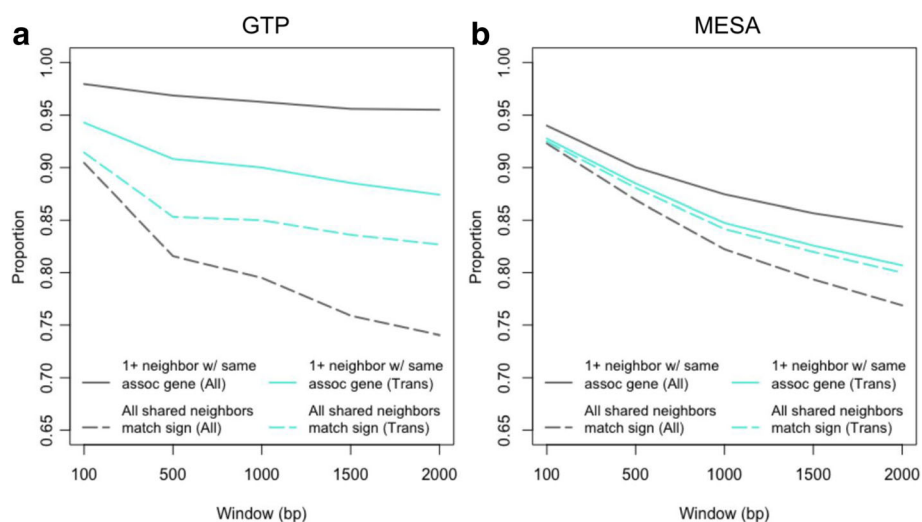 a
GTP
Proportion
1.00
0.95
0.90
0.85
0.80
0.75
0.70
0.65
1+ neighbor w/ same
assoc gene (All)
1+ neighbor w/ same
assoc gene (Trans)
All shared neighbors
match sign (All)
All shared neighbors
match sign (Trans)
100 500 1000 1500 2000
Window (bp)
b
MESA
Proportion
1.00
0.95
0.90
0.85
0.80
0.75
0.70
0.65
1+ neighbor w/ same
assoc gene (All)
1+ neighbor w/ same
assoc gene (Trans)
All shared neighbors
match sign (All)
All shared neighbors
match sign (Trans)
100 500 1000 1500 2000
Window (bp)